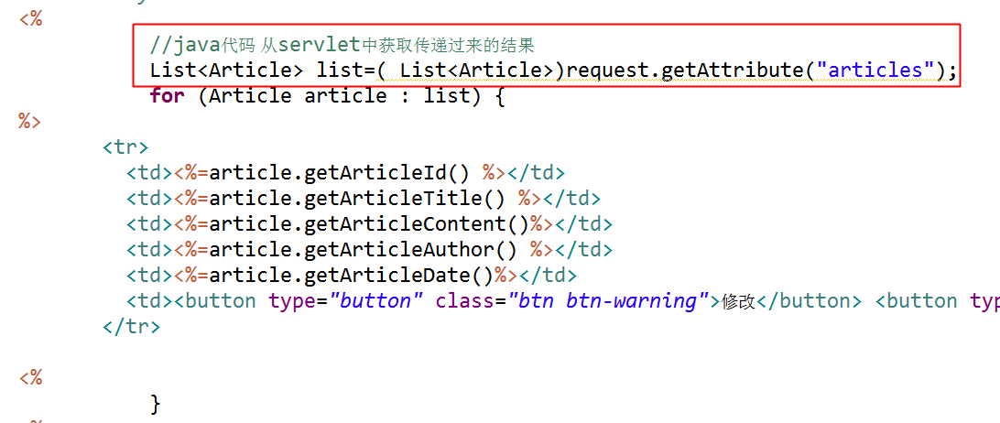 <%
//java代码 从servlet中获取传递过来的结果
List<Article> list=( List<Article>)request.getAttribute("articles");
for (Article article : list) {
%>
<tr>
<td><%=article.getArticleId() %></td>
<td><%=article.getArticleTitle() %></td>
<td><%=article.getArticleContent()%></td>
<td><%=article.getArticleAuthor() %></td>
<td><%=article.getArticleDate()%></td>
<td><button type="button" class="btn btn-warning">修改</button> <button typ
</tr>
<%
}